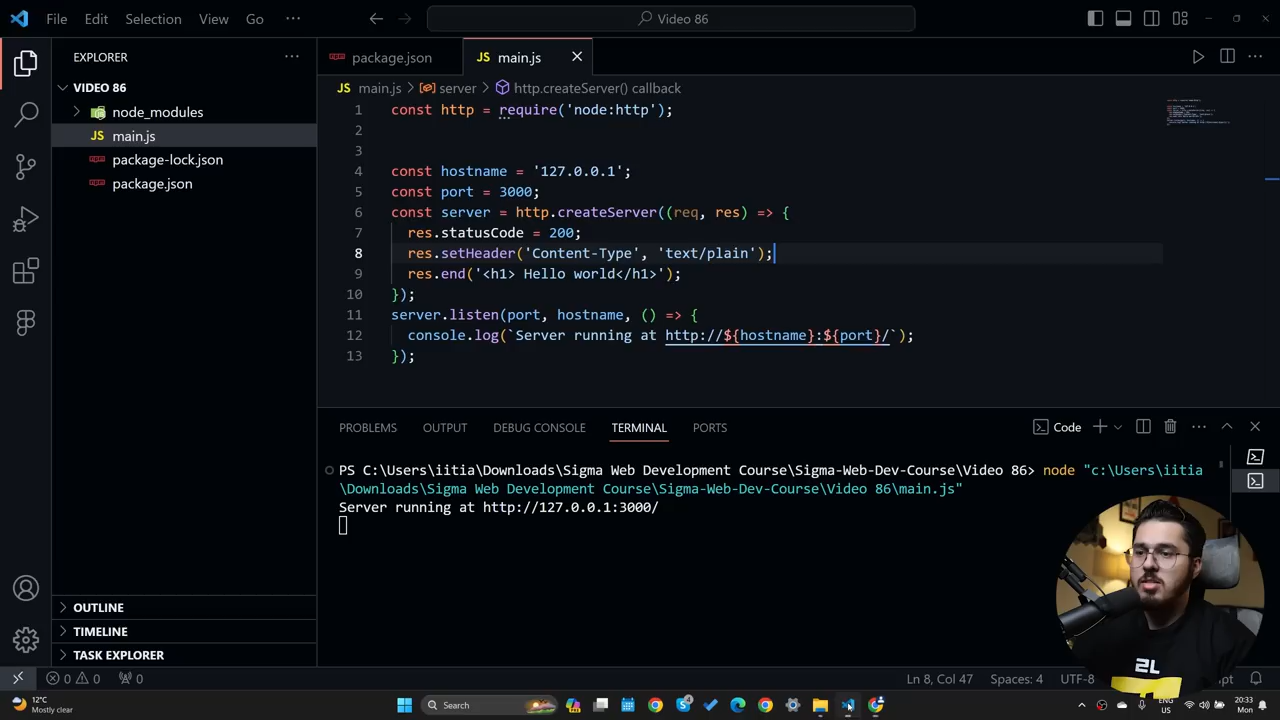 File Edit Selection View Go ··· Video 86
EXPLORER ···
VIDEO 86
node_modules
JS main.js
package-lock.json
package.json
OUTLINE
TIMELINE
TASK EXPLORER
package.json JS main.js
JS main.js server http.createServer() callback
1 const http = require('node:http');
2
3
4 const hostname = '127.0.0.1';
5 const port = 3000;
6 const server = http.createServer((req, res) => {
7 res.statusCode = 200;
8 res.setHeader('Content-Type', 'text/plain');
9 res.end('<h1> Hello world</h1>');
10 });
11 server.listen(port, hostname, () => {
12 console.log(`Server running at http://${hostname}:${port}/`);
13 });
PROBLEMS OUTPUT DEBUG CONSOLE TERMINAL PORTS Code
PS C:\Users\iitia\Downloads\Sigma Web Development Course\Sigma-Web-Dev-Course\Video 86> node "c:\Users\iitia
\Downloads\Sigma Web Development Course\Sigma-Web-Dev-Course\Video 86\main.js"
Server running at http://127.0.0.1:3000/
2L
0 0 0 Ln 8, Col 47 Spaces: 4 UTF-8
12°C
Mostly clear
Search
ENG
US
20:33
Mon